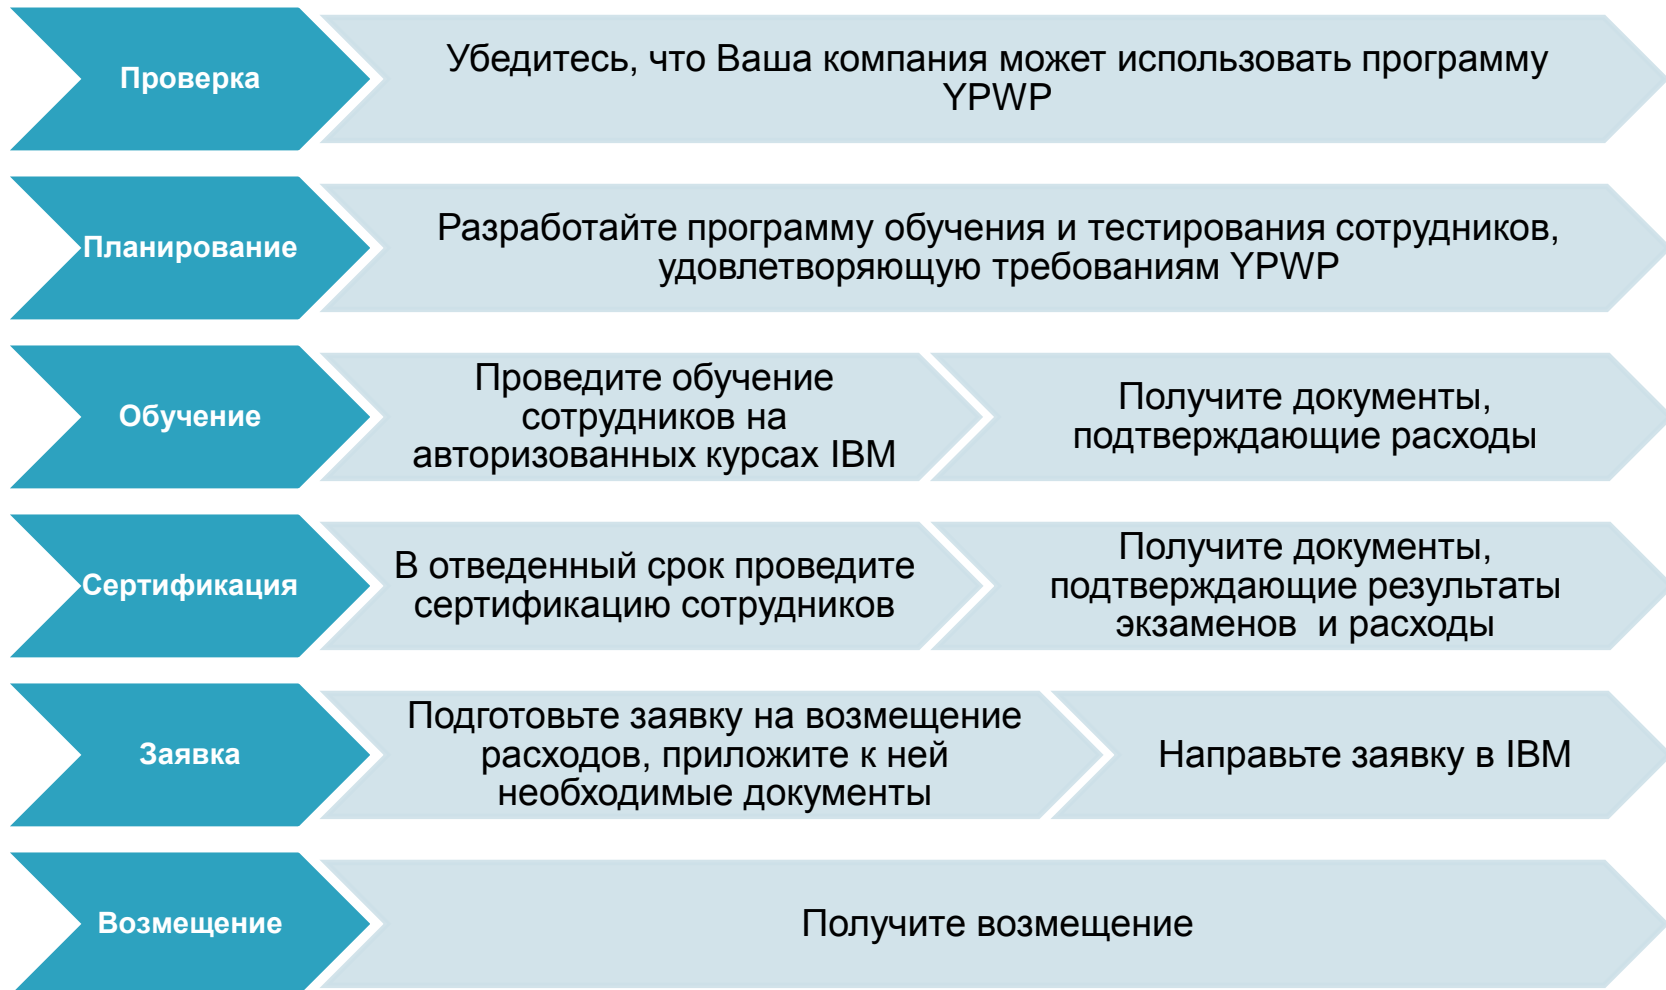 Проверка
Убедитесь, что Ваша компания может использовать программу
YPWP
Планирование
Разработайте программу обучения и тестирования сотрудников,
удовлетворяющую требованиям YPWP
Обучение
Проведите обучение
сотрудников на
авторизованных курсах IBM
Получите документы,
подтверждающие расходы
Сертификация
В отведенный срок проведите
сертификацию сотрудников
Получите документы,
подтверждающие результаты
экзаменов  и расходы
Заявка
Подготовьте заявку на возмещение
расходов, приложите к ней
необходимые документы
Направьте заявку в IBM
Возмещение
Получите возмещение